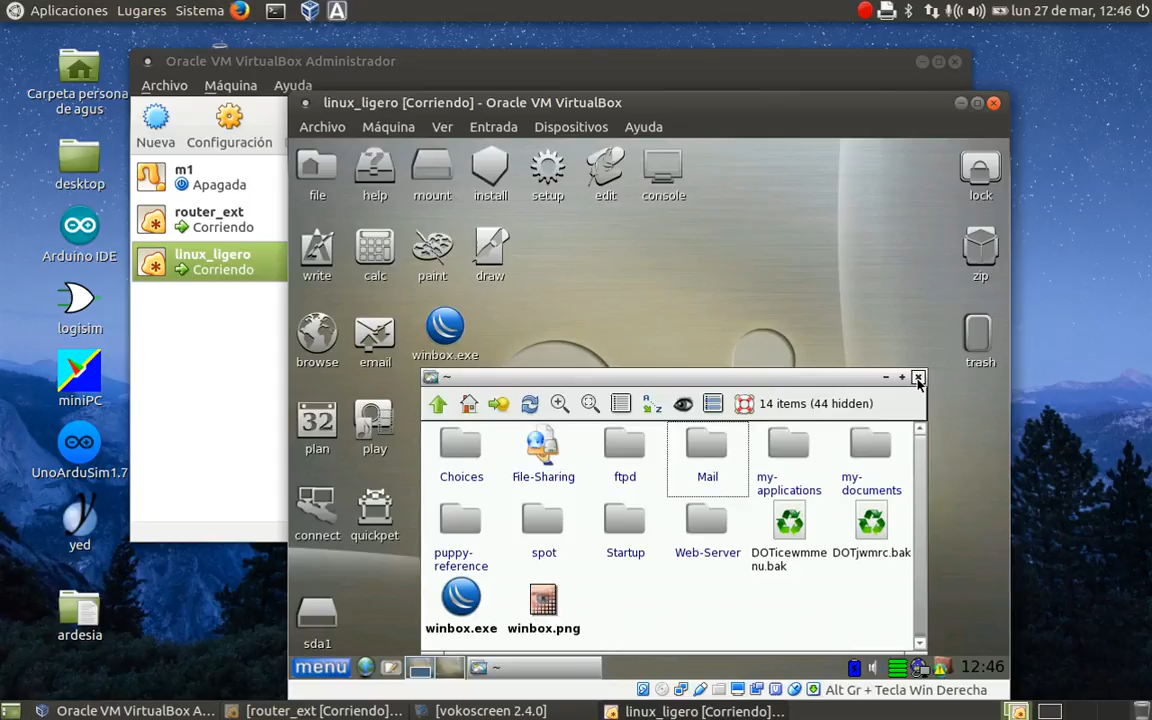 Aplicaciones Lugares Sistema
lun 27 de mar, 12:46
Oracle VM VirtualBox Administrador
Archivo Máquina Ayuda
Carpeta persona
de agus
desktop
Arduino IDE
logisim
miniPC
UnoArduSim1.7
yed
ardesia
Nueva Configuración
m1
Apagada
router_ext
Corriendo
linux_ligero
Corriendo
linux_ligero [Corriendo] - Oracle VM VirtualBox
Archivo Máquina Ver Entrada Dispositivos Ayuda
file help mount install setup edit console lock
write calc paint draw zip
browse email winbox.exe trash
31
32
plan play
connect quickpet
sda1
~
14 items (44 hidden)
Choices File-Sharing ftpd Mail my-applications my-documents
puppy-reference spot Startup Web-Server DOTicewmmenu.bak DOTjwmrc.bak
winbox.exe winbox.png
menu ~ 12:46
Alt Gr + Tecla Win Derecha
Oracle VM VirtualBox A... [router_ext [Corriendo]... [vokoscreen 2.4.0] linux_ligero [Corriendo]...